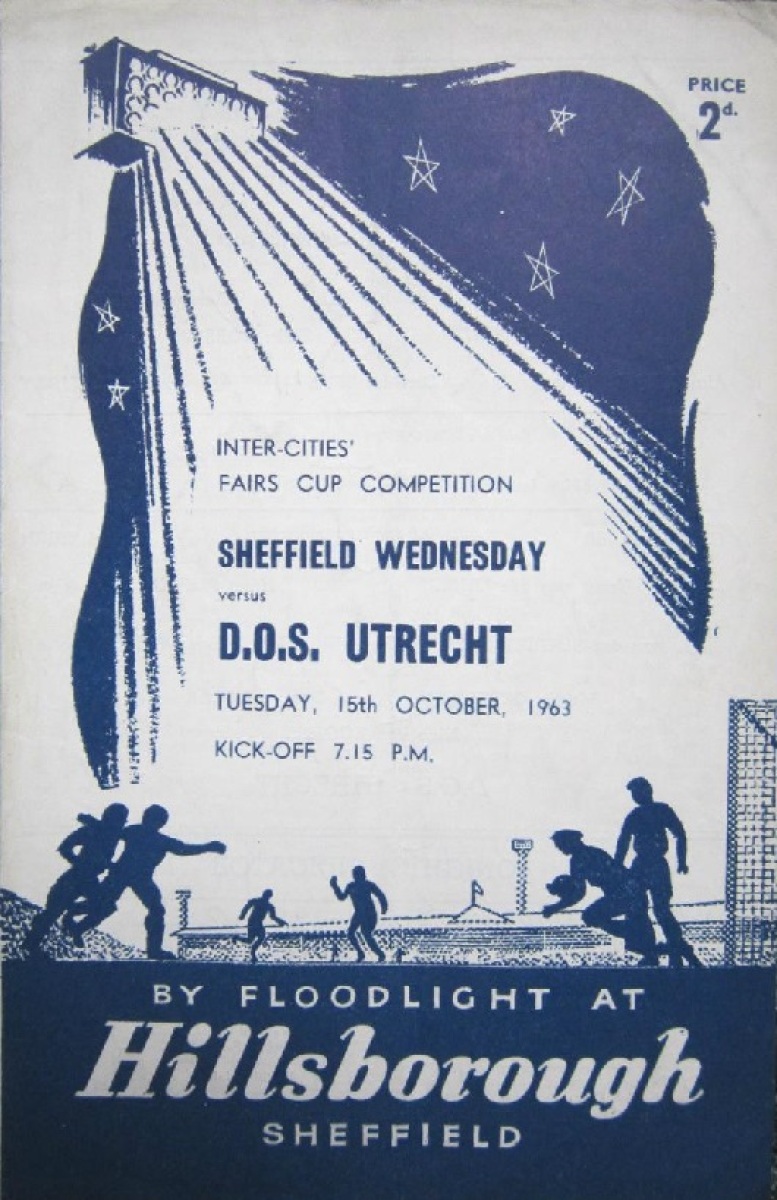 PRICE
2d.
INTER-CITIES'
FAIRS CUP COMPETITION
SHEFFIELD WEDNESDAY
versus
D.O.S. UTRECHT
TUESDAY, 15th OCTOBER, 1963
KICK-OFF 7.15 P.M.
BY FLOODLIGHT AT
Hillsborough
SHEFFIELD